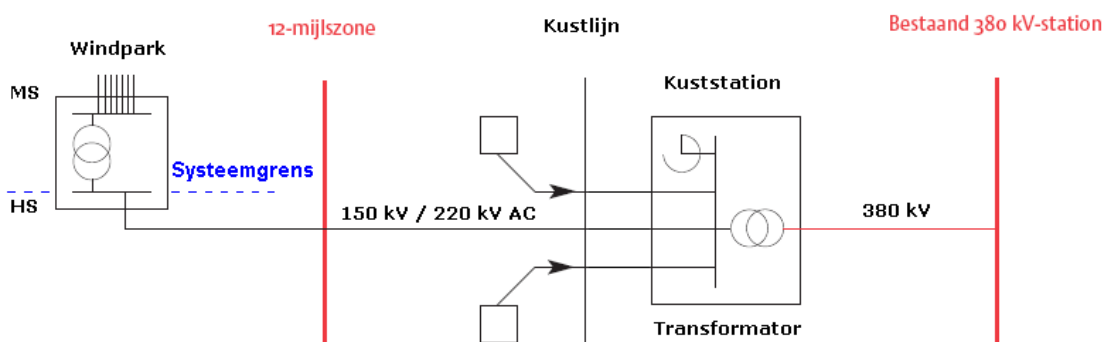 12-mijlszone
Kustlijn
Bestaand 380 kV-station
Windpark
Kuststation
MS
Systeemgrens
HS
150 kV / 220 kV AC
380 kV
Transformator